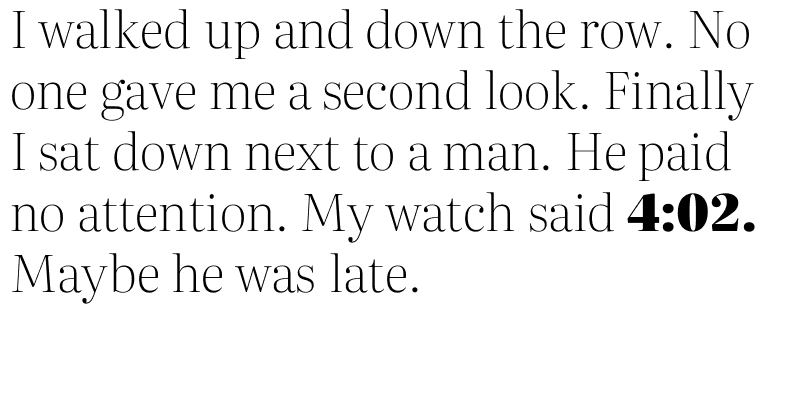 I walked up and down the row. No
one gave me a second look. Finally
I sat down next to a man. He paid
no attention. My watch said 4:02.
Maybe he was late.